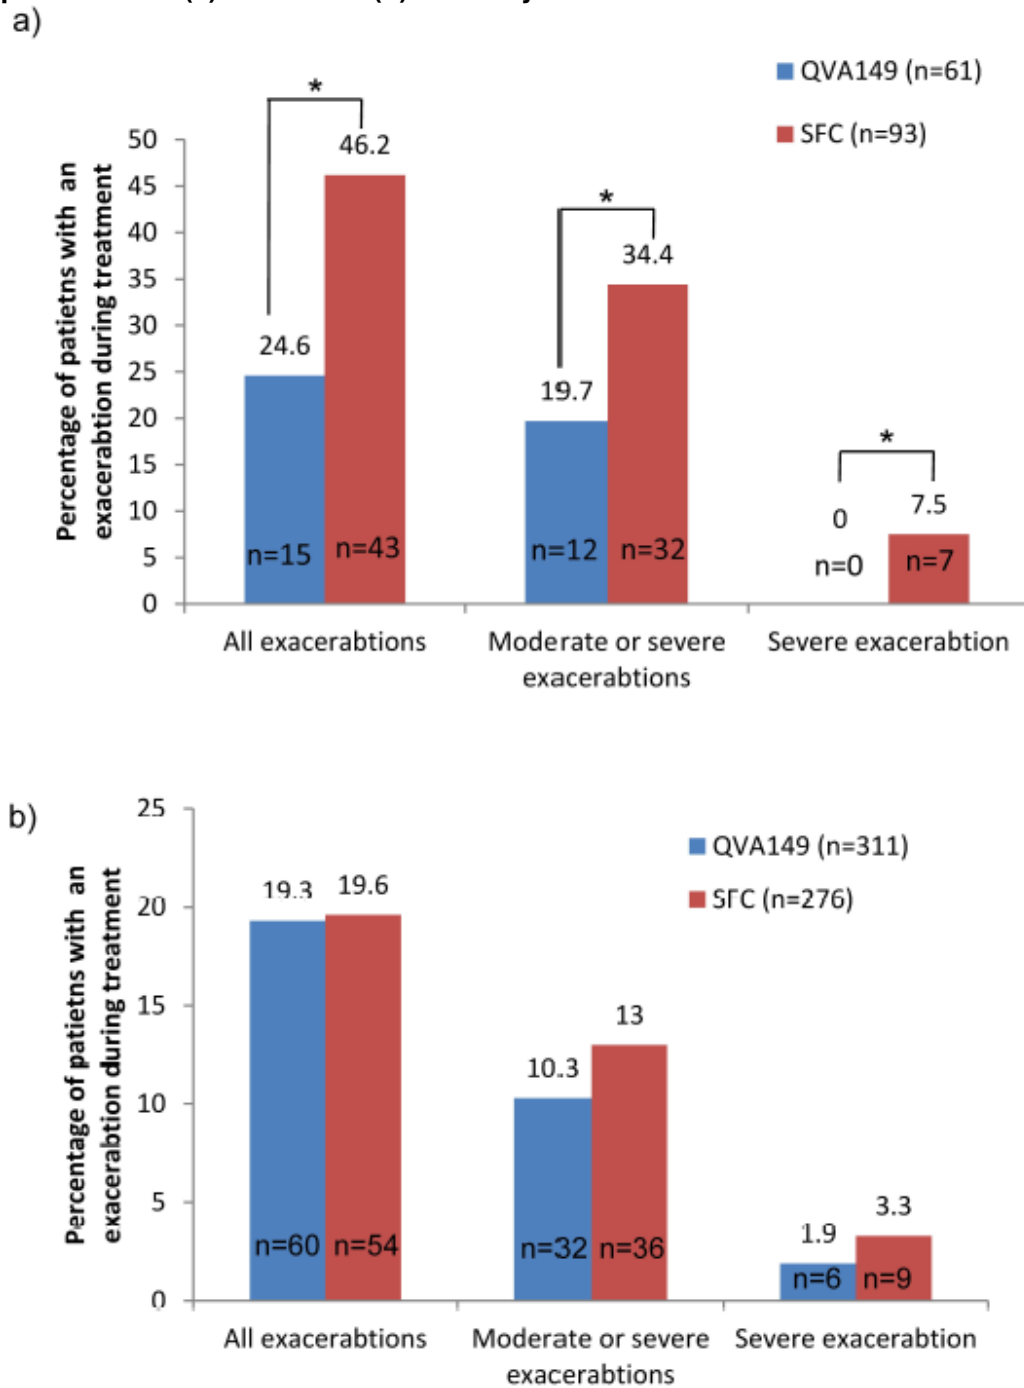 a)
QVA149 (n=61)
SFC (n=93)
Percentage of patietns with an
exacerabtion during treatment
50
45
40
35
30
25
20
15
10
5
0
*
46.2
24.6
n=15
n=43
*
34.4
19.7
n=12
n=32
*
7.5
0
n=0
n=7
All exacerabtions
Moderate or severe
exacerabtions
Severe exacerabtion
b)
QVA149 (n=311)
SFC (n=276)
Percentage of patietns with an
exacerabtion during treatment
25
20
15
10
5
0
19.3
19.6
n=60
n=54
10.3
13
n=32
n=36
1.9
3.3
n=6
n=9
All exacerabtions
Moderate or severe
exacerabtions
Severe exacerabtion